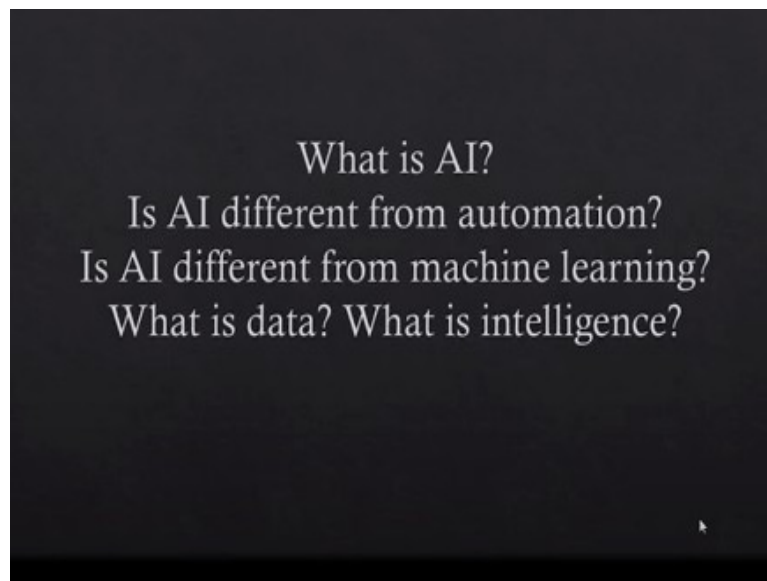 What is AI?
Is AI different from automation?
Is AI different from machine learning?
What is data? What is intelligence?